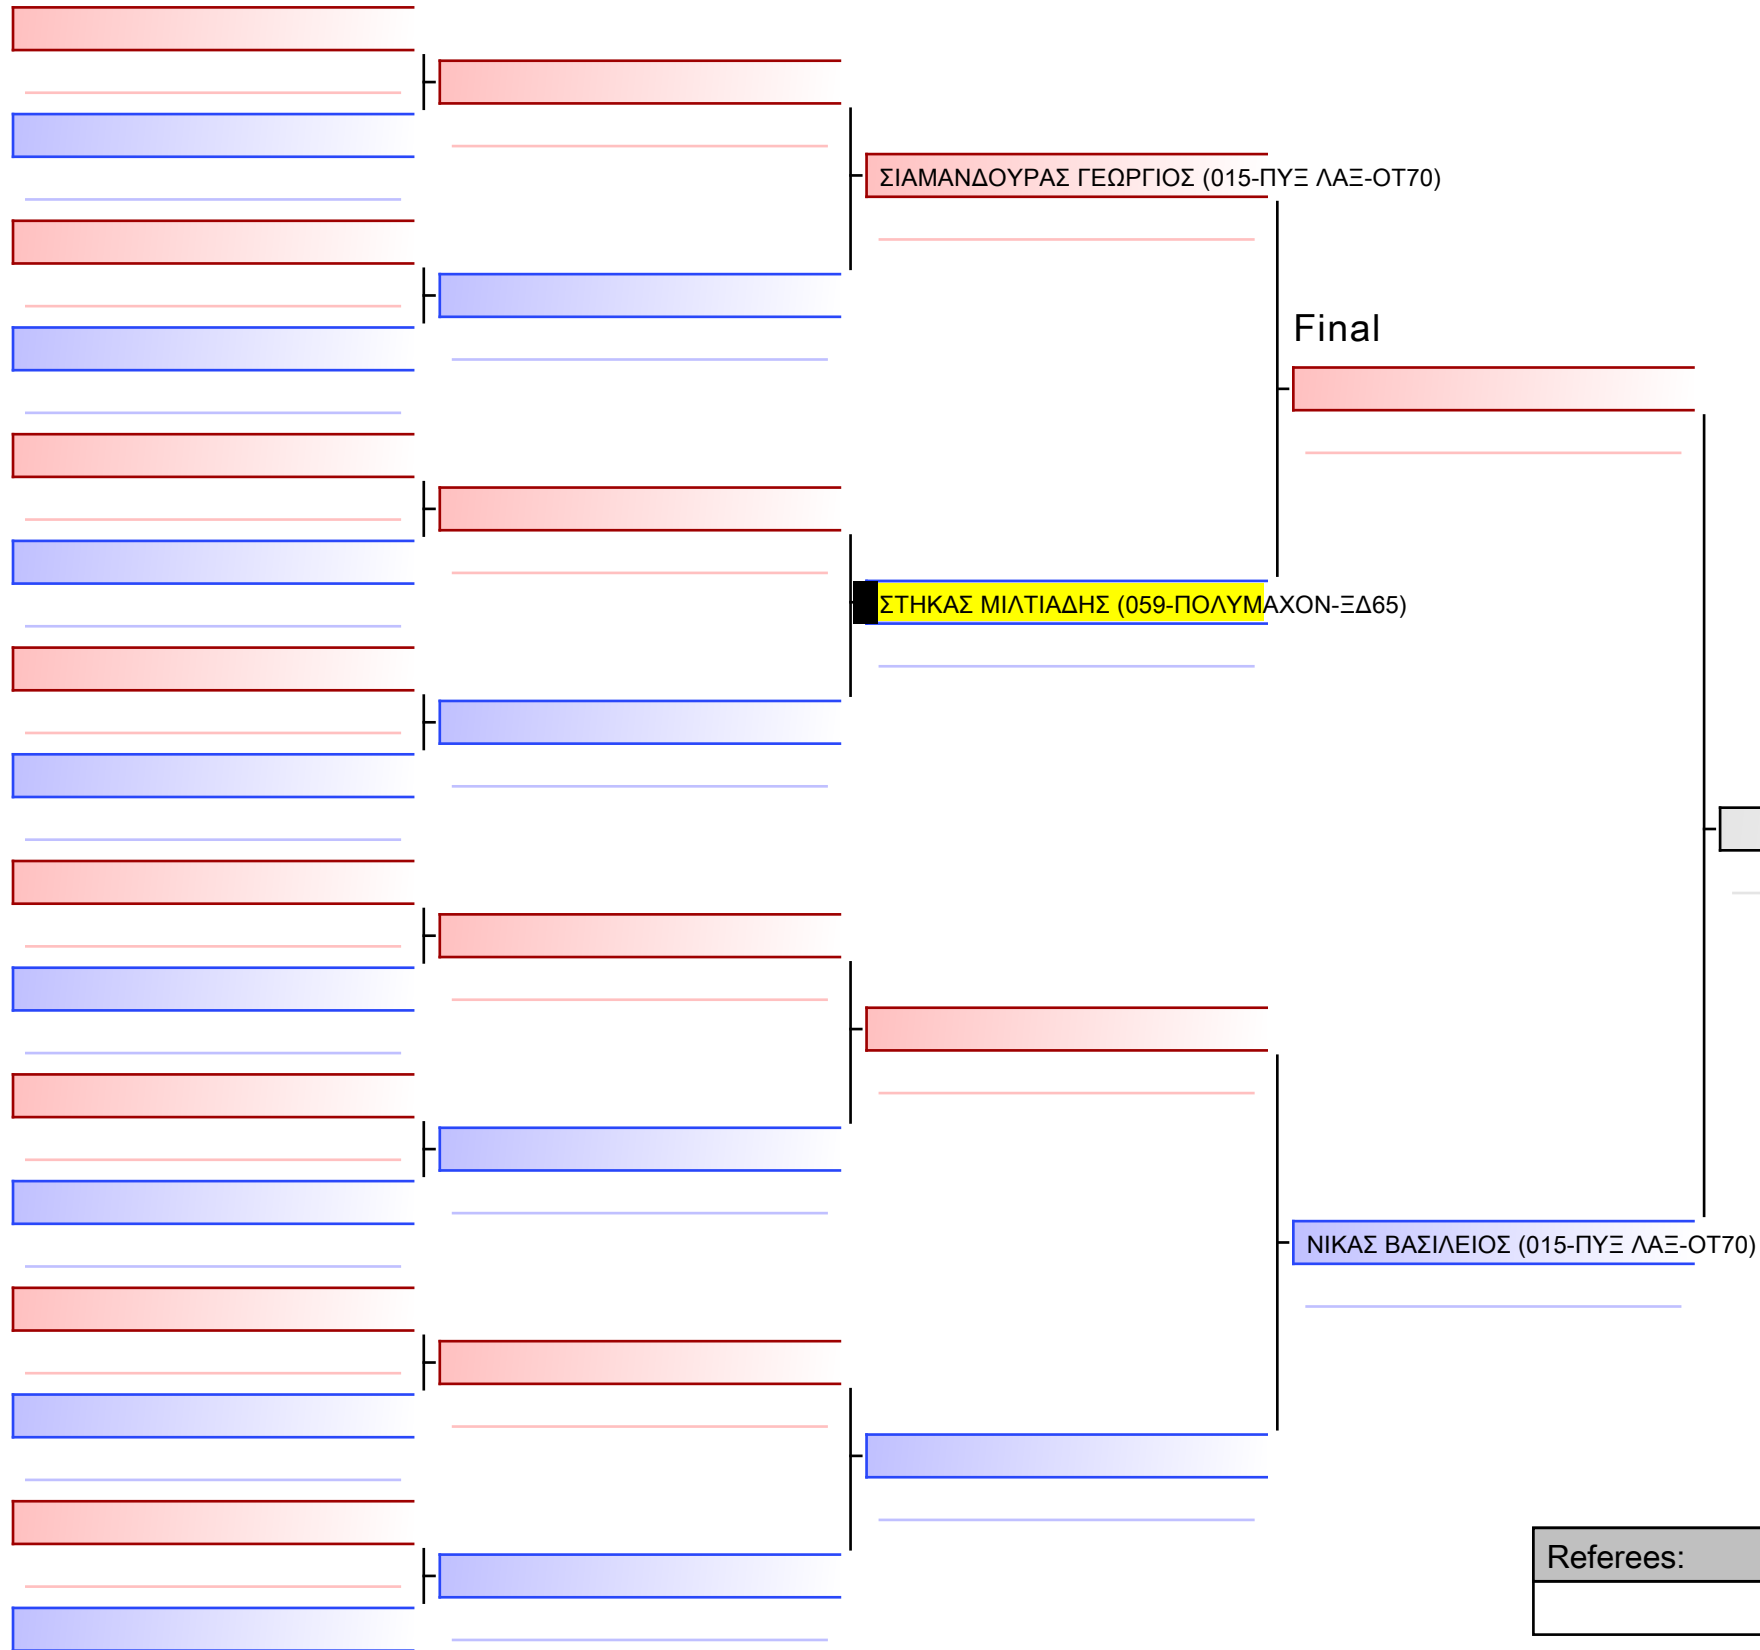 ΣΙΑΜΑΝΔΟΥΡΑΣ ΓΕΩΡΓΙΟΣ (015-ΠΥΞ ΛΑΞ-ΟΤ70)
Final
ΣΤΗΚΑΣ ΜΙΛΤΙΑΔΗΣ (059-ΠΟΛΥΜΑΧΟΝ-ΞΔ65)
ΝΙΚΑΣ ΒΑΣΙΛΕΙΟΣ (015-ΠΥΞ ΛΑΞ-ΟΤ70)
Referees: